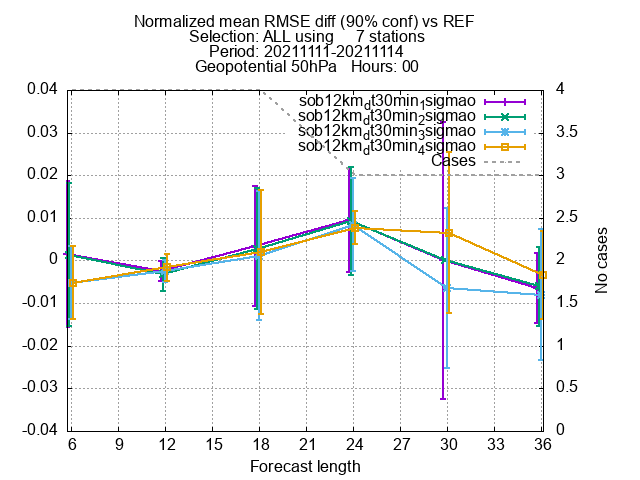 Normalized mean RMSE diff (90% conf) vs REF
Selection: ALL using 7 stations
Period: 20211111-20211114
Geopotential 50hPa Hours: 00
sob12km_dt30min_1sigmao
sob12km_dt30min_2sigmao
sob12km_dt30min_3sigmao
sob12km_dt30min_4sigmao
Cases
0.04
0.03
0.02
0.01
0
-0.01
-0.02
-0.03
-0.04
4
3.5
3
2.5
2
1.5
1
0.5
0
No cases
6 9 12 15 18 21 24 27 30 33 36
Forecast length